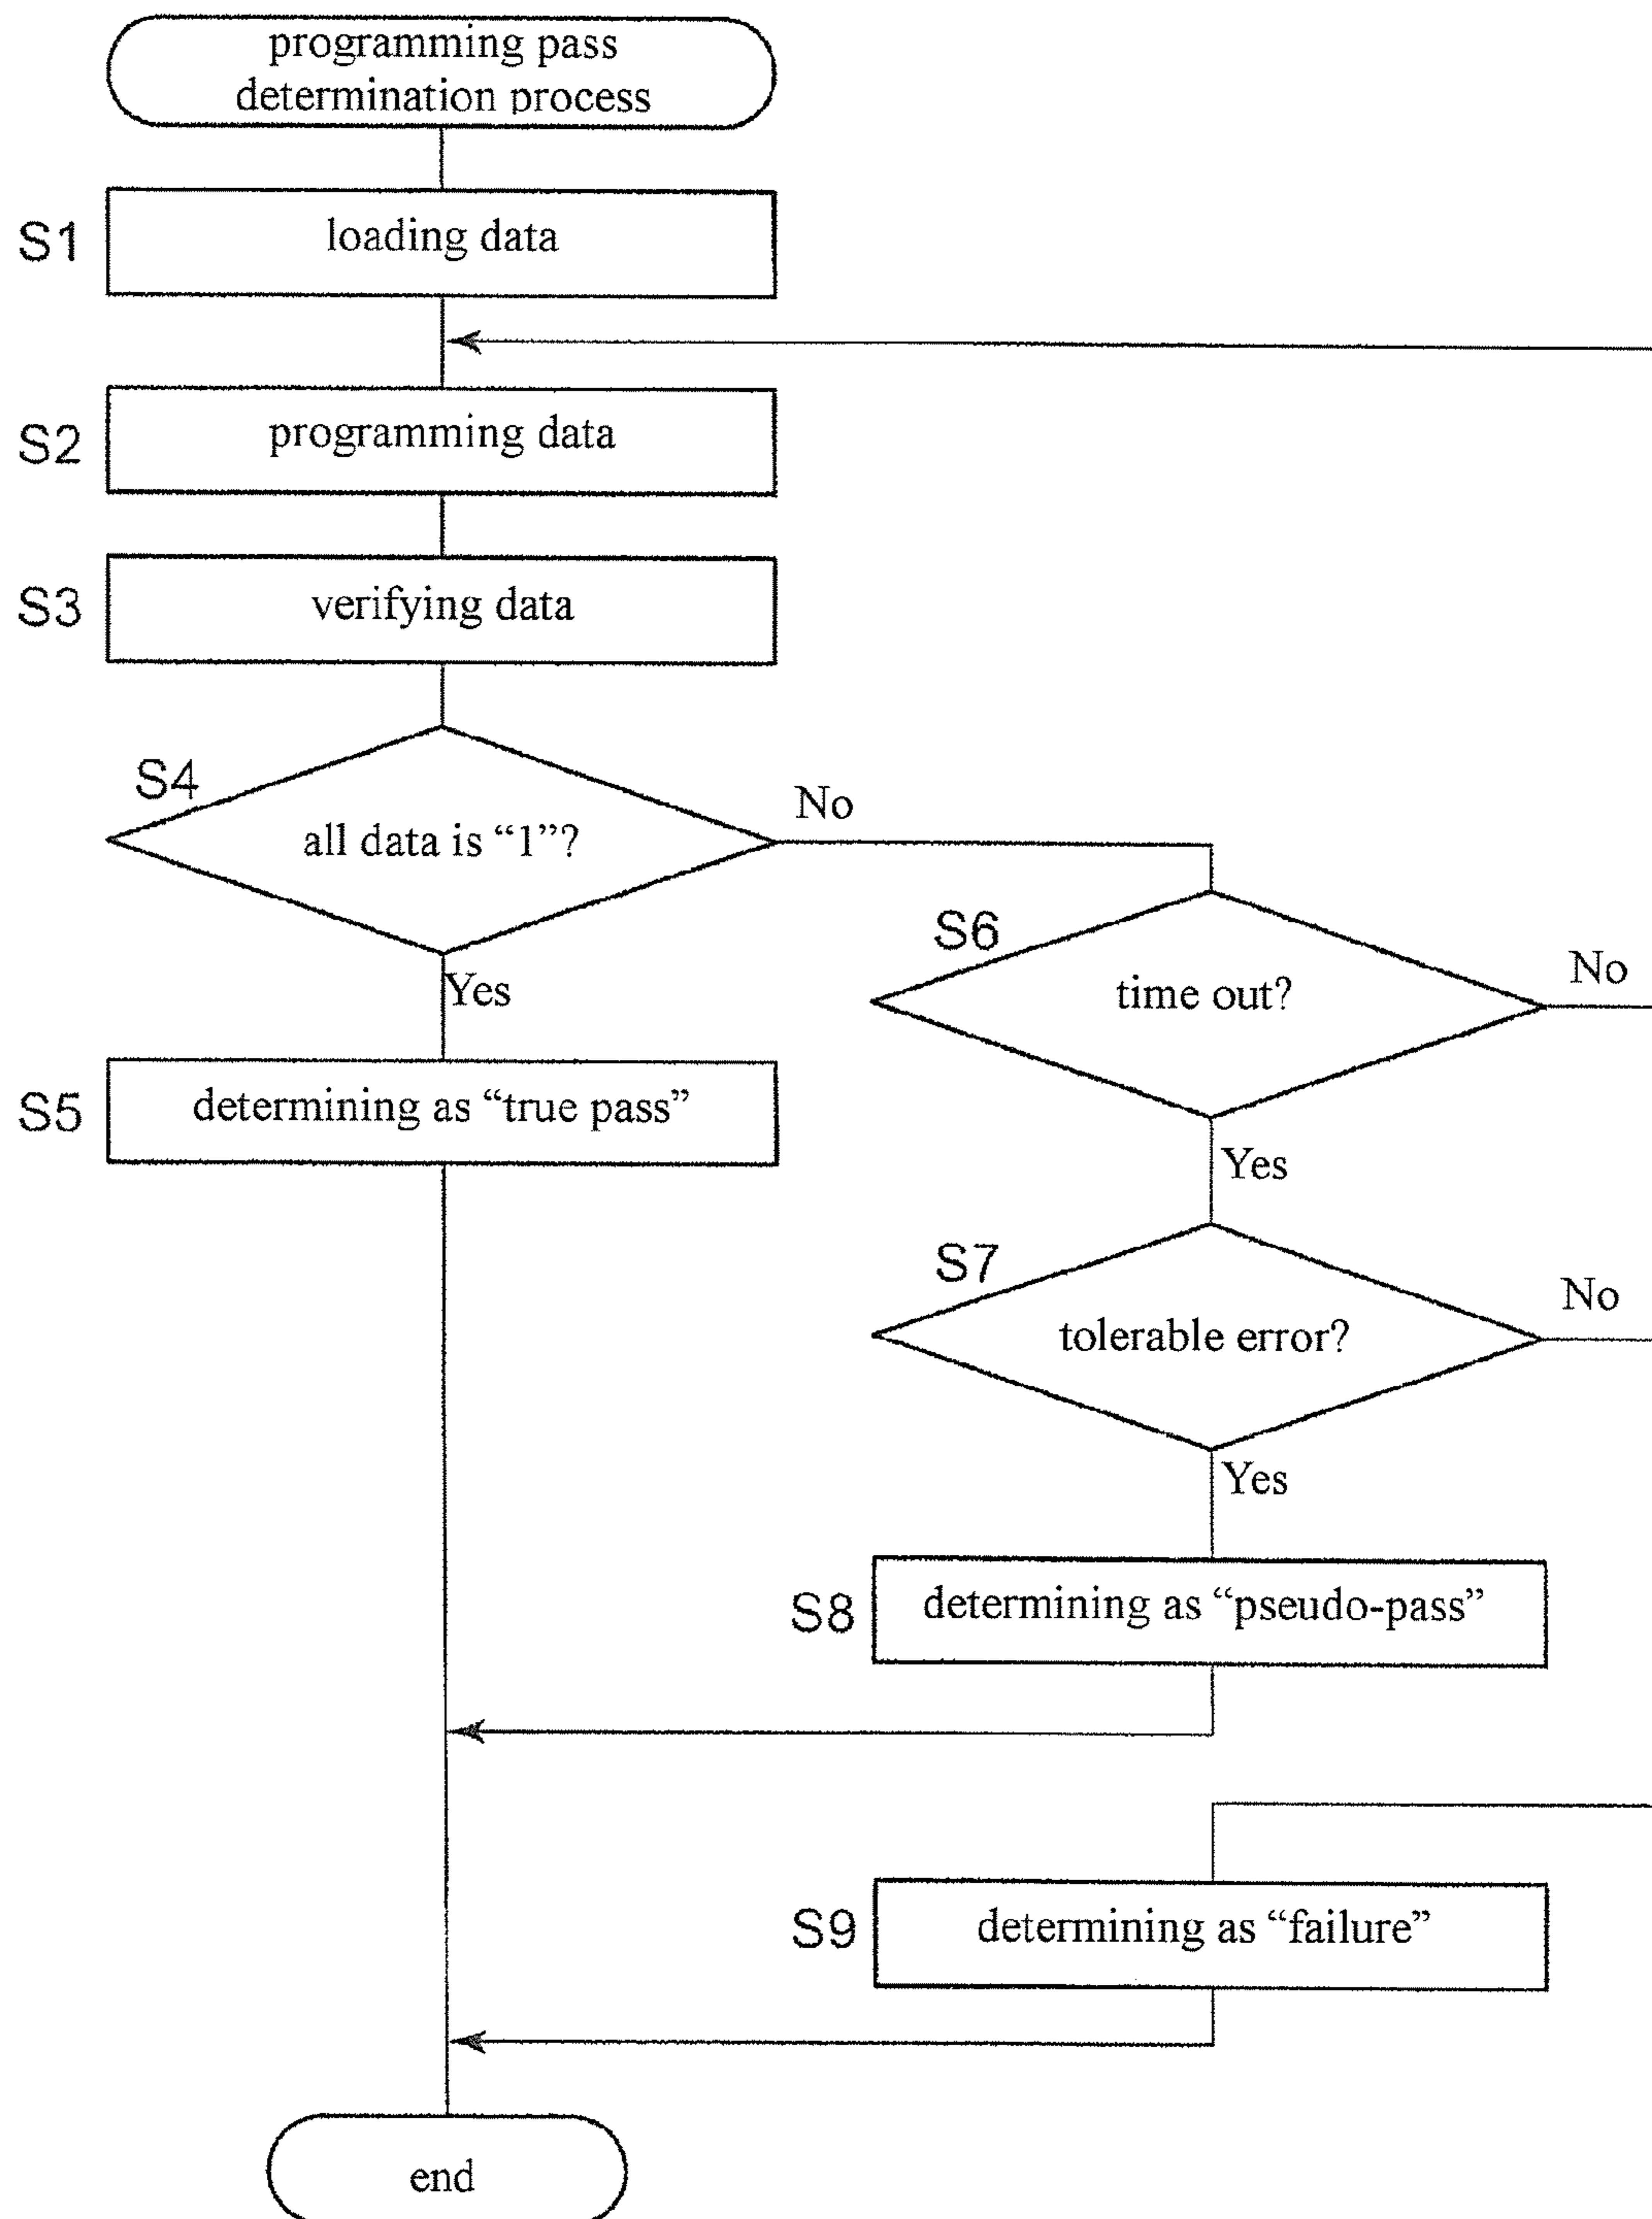 programming pass
determination process
S1
loading data
S2
programming data
S3
verifying data
S4
all data is “1”?
No
Yes
S6
time out?
No
Yes
S5
determining as “true pass”
S7
tolerable error?
No
Yes
S8
determining as “pseudo-pass”
S9
determining as “failure”
end